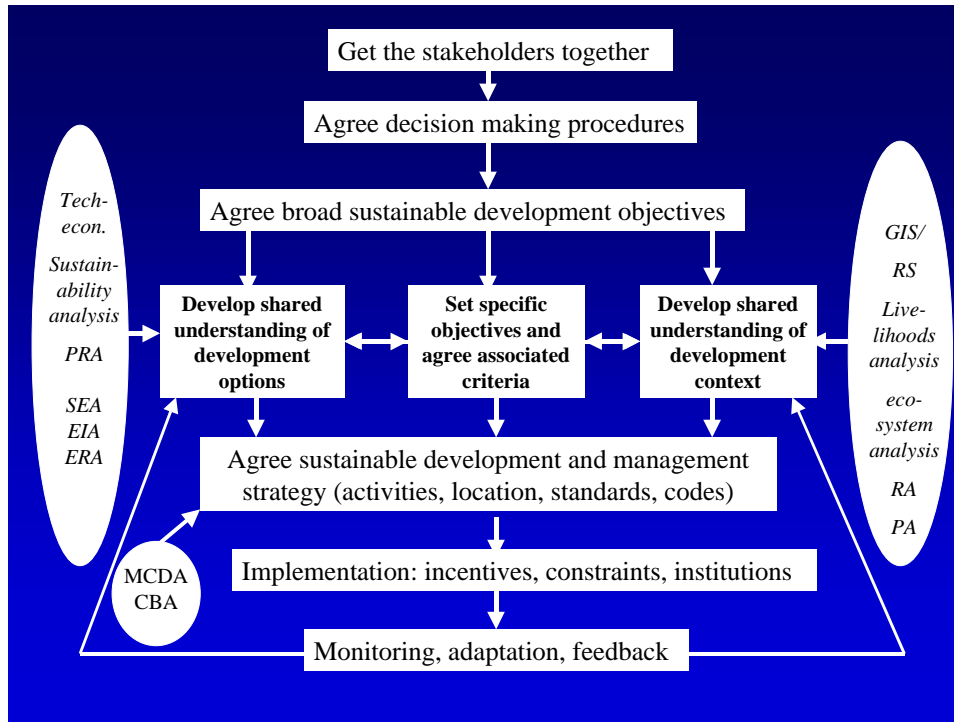 Get the stakeholders together
Agree decision making procedures
Agree broad sustainable development objectives
Tech-
econ.
Sustain-
ability
analysis
PRA
SEA
EIA
ERA
Develop shared
understanding of
development
options
Set specific
objectives and
agree associated
criteria
Develop shared
understanding of
development
context
GIS/
RS
Live-
lihoods
analysis
eco-
system
analysis
RA
PA
Agree sustainable development and management
strategy (activities, location, standards, codes)
MCDA
CBA
Implementation: incentives, constraints, institutions
Monitoring, adaptation, feedback